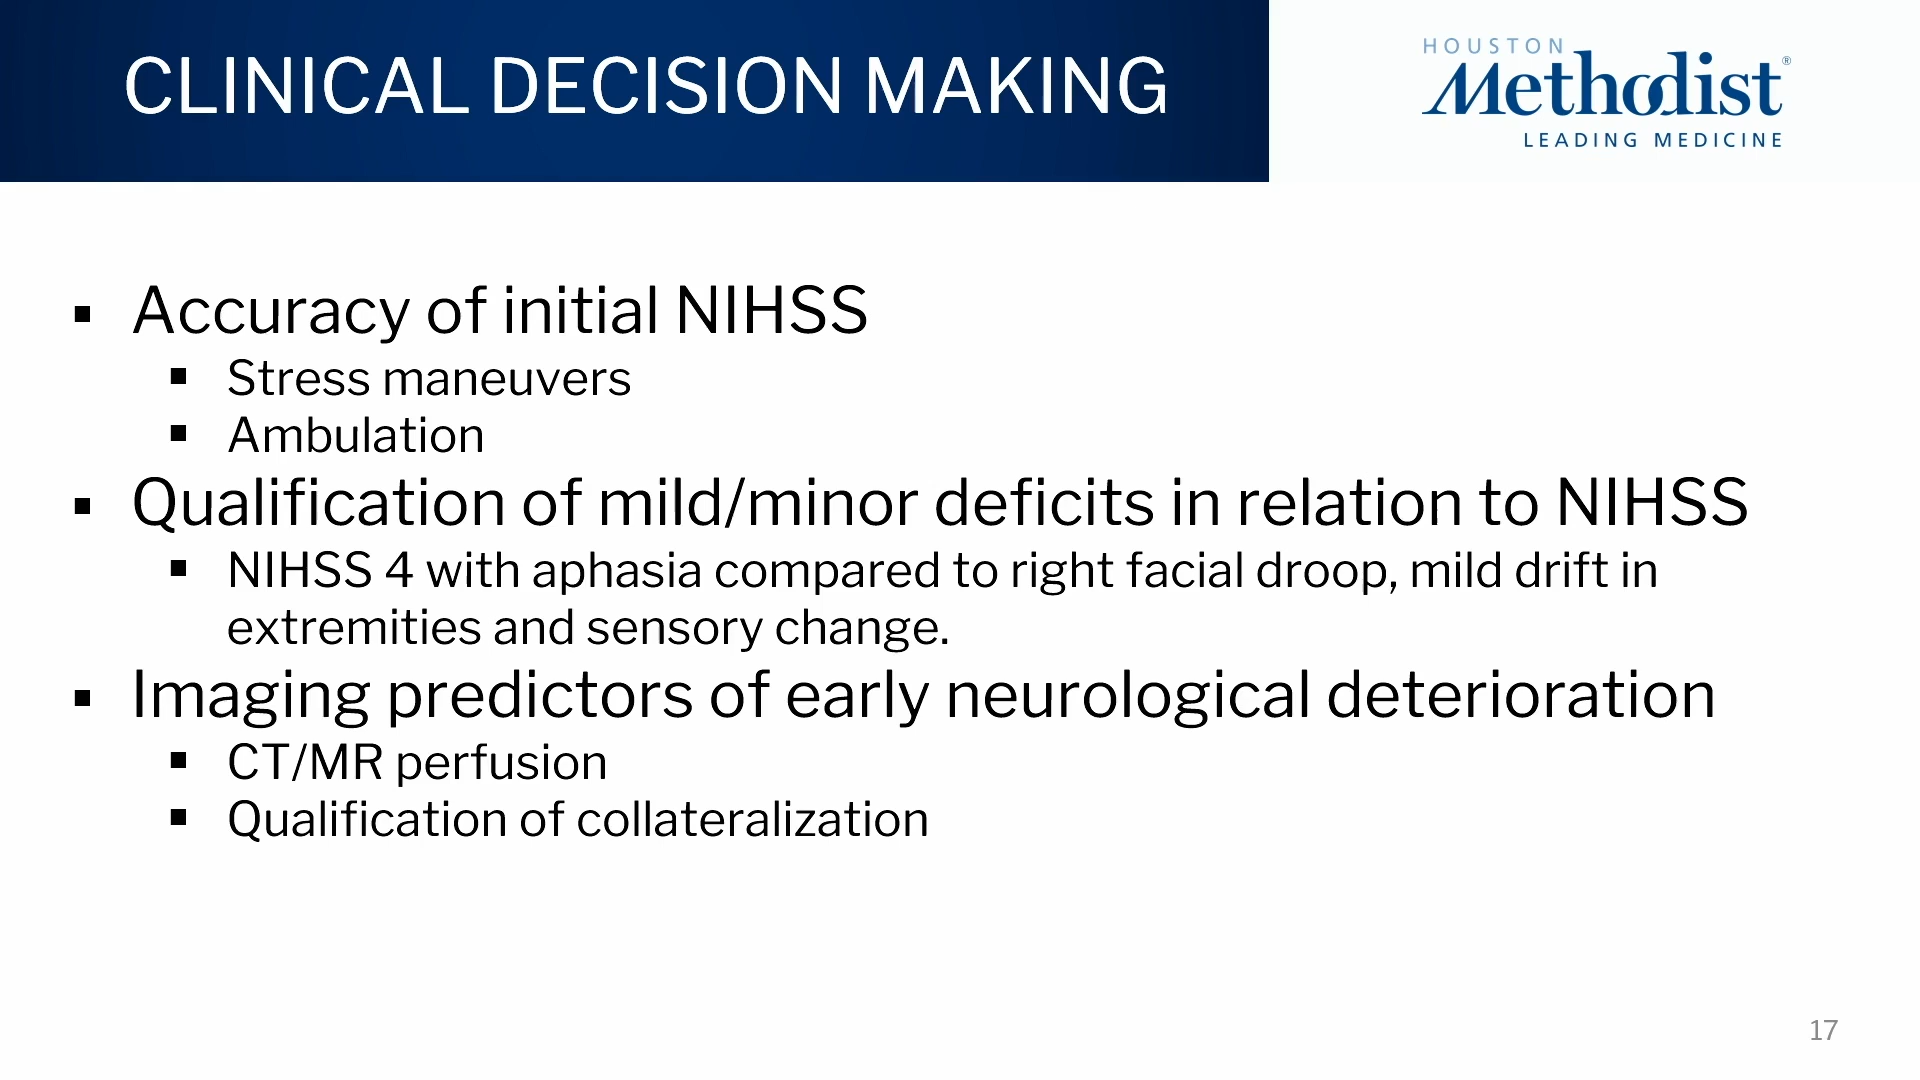 CLINICAL DECISION MAKING
HOUSTON
Methodist®
LEADING MEDICINE
▪ Accuracy of initial NIHSS
▪ Stress maneuvers
▪ Ambulation
▪ Qualification of mild/minor deficits in relation to NIHSS
▪ NIHSS 4 with aphasia compared to right facial droop, mild drift in
extremities and sensory change.
▪ Imaging predictors of early neurological deterioration
▪ CT/MR perfusion
▪ Qualification of collateralization
17